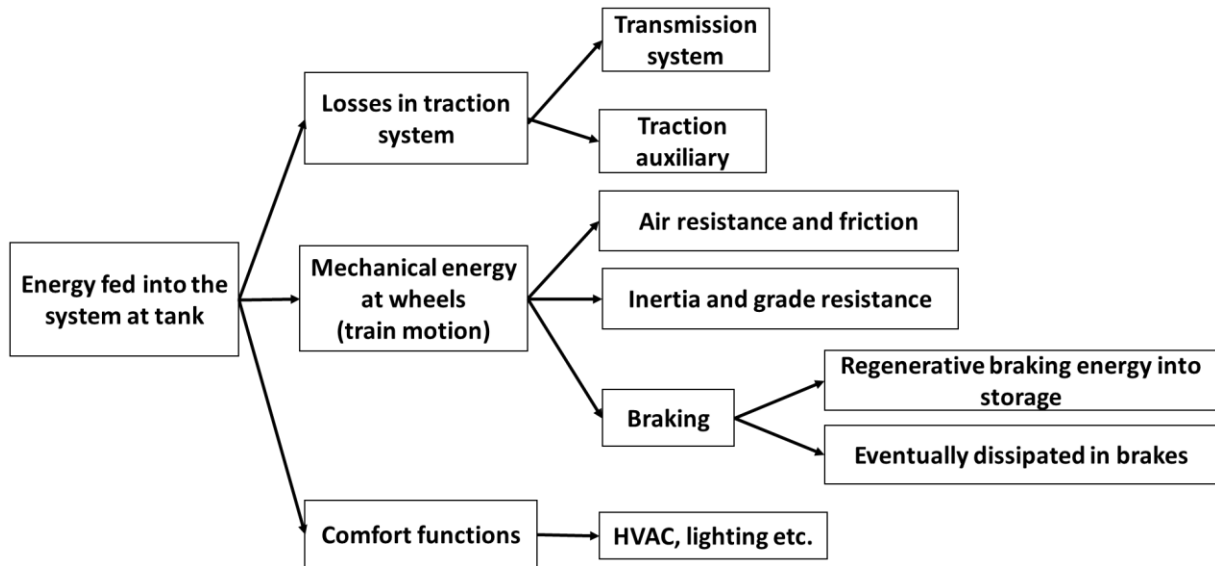 Transmission
system
Losses in traction
system
Traction
auxiliary
Air resistance and friction
Energy fed into the
system at tank
Mechanical energy
at wheels
(train motion)
Inertia and grade resistance
Braking
Regenerative braking energy into
storage
Eventually dissipated in brakes
Comfort functions
HVAC, lighting etc.